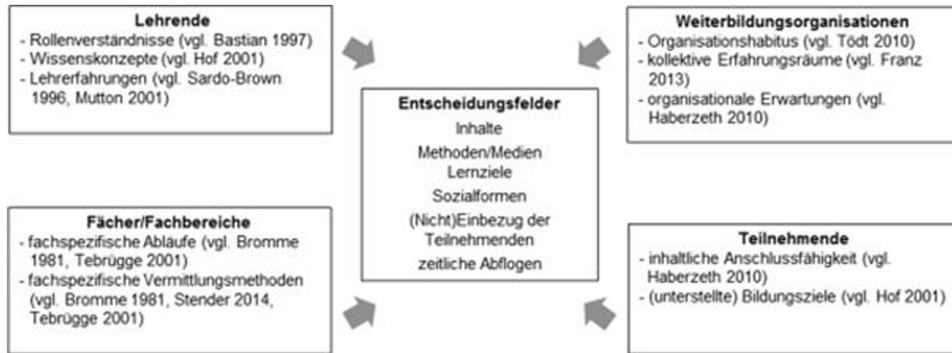 Lehrende
- Rollenverständnisse (vgl. Bastian 1997)
- Wissenskonzepte (vgl. Hof 2001)
- Lehrerfahrungen (vgl. Sardo-Brown
1996, Mutton 2001)
Weiterbildungsorganisationen
- Organisationshabitus (vgl. Tödt 2010)
- kollektive Erfahrungsräume (vgl. Franz
2013)
- organisationale Erwartungen (vgl.
Haberzeth 2010)
Entscheidungsfelder
Inhalte
Methoden/Medien
Lernziele
Sozialformen
(Nicht)Einbezug der
Teilnehmenden
zeitliche Abflogen
Fächer/Fachbereiche
- fachspezifische Abläufe (vgl. Bromme
1981, Tebrügge 2001)
- fachspezifische Vermittlungsmethoden
(vgl. Bromme 1981, Stender 2014,
Tebrügge 2001)
Teilnehmende
- inhaltliche Anschlussfähigkeit (vgl.
Haberzeth 2010)
- (unterstellte) Bildungsziele (vgl. Hof 2001)